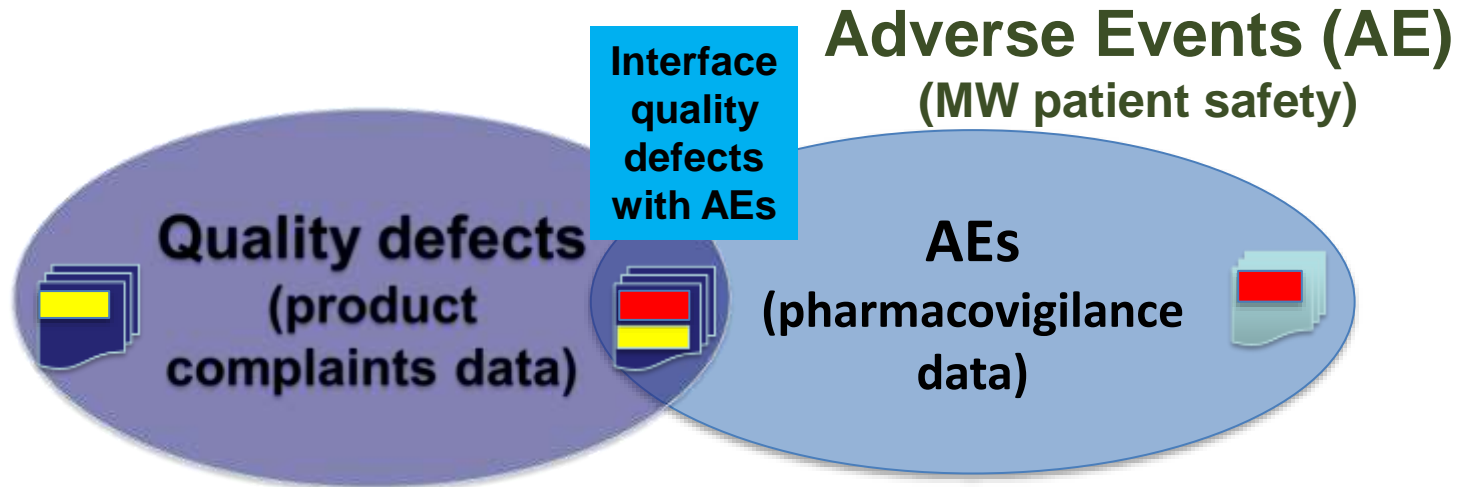 Adverse Events (AE)
(MW patient safety)
Interface
quality
defects
with AEs
Quality defects
(product
complaints data)
AEs
(pharmacovigilance
data)